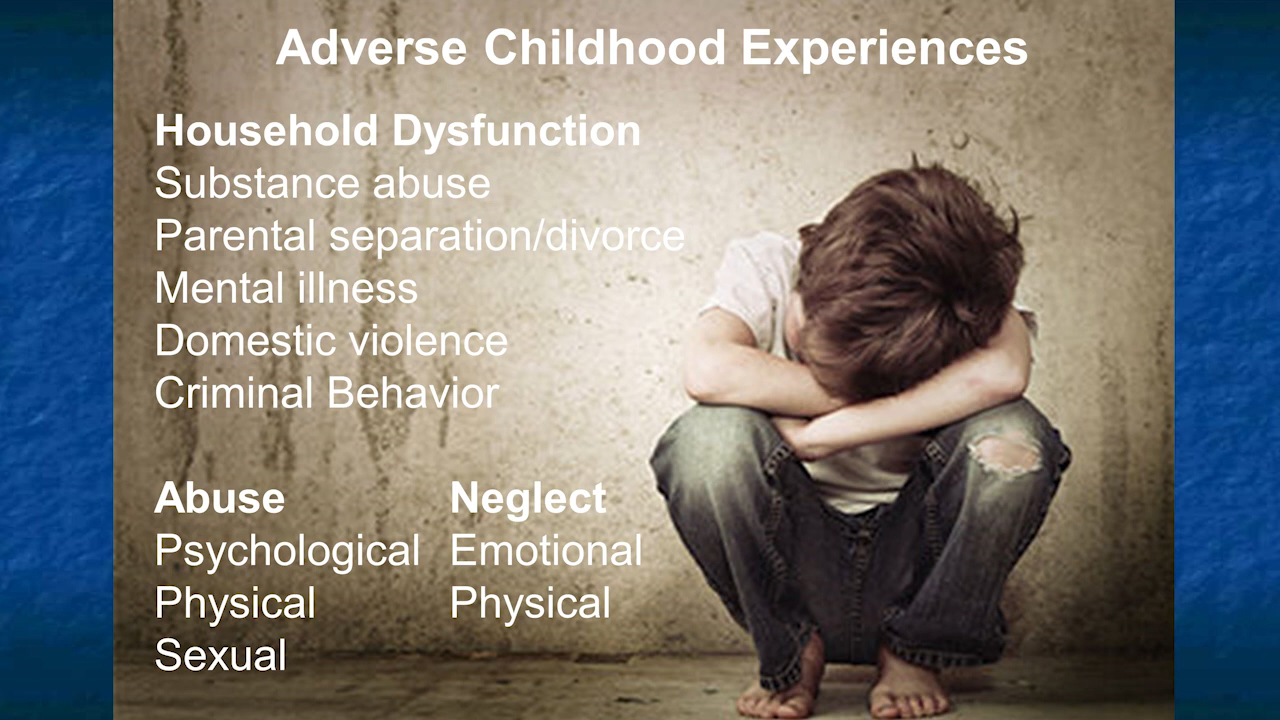 Adverse Childhood Experiences
Household Dysfunction
Substance abuse
Parental separation/divorce
Mental illness
Domestic violence
Criminal Behavior
Abuse Neglect
Psychological Emotional
Physical Physical
Sexual